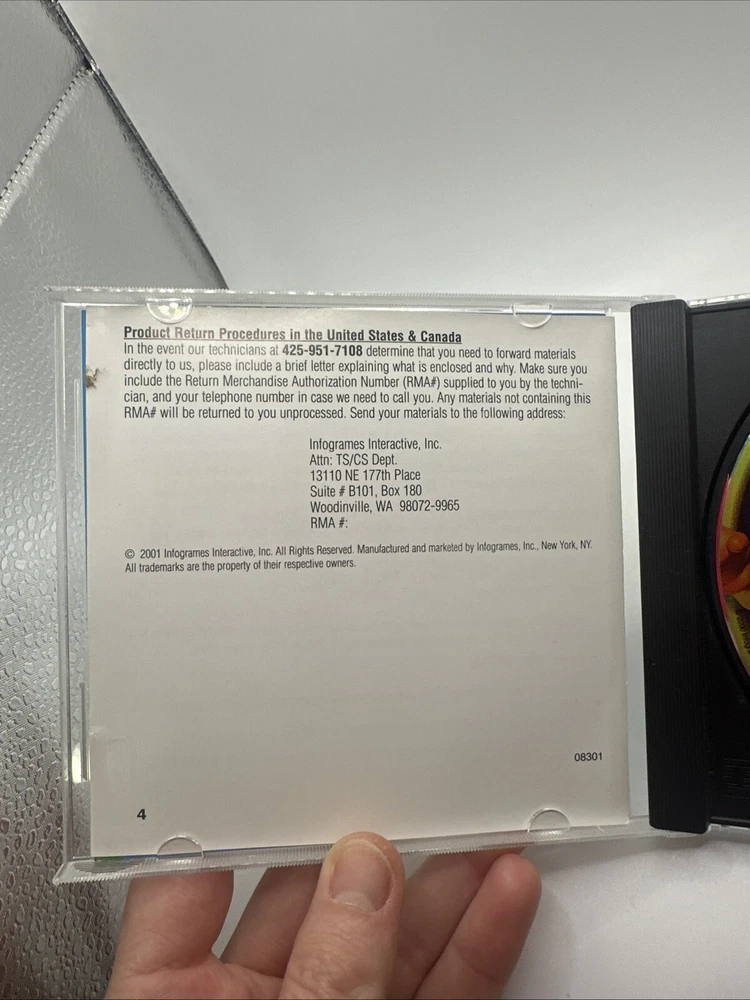 Product Return Procedures in the United States & Canada
In the event our technicians at 425-951-7108 determine that you need to forward materials
directly to us, please include a brief letter explaining what is enclosed and why. Make sure you
include the Return Merchandise Authorization Number (RMA#) supplied to you by the techni-
cian, and your telephone number in case we need to call you. Any materials not containing this
RMA# will be returned to you unprocessed. Send your materials to the following address:
Infogrames Interactive, Inc.
Attn: TS/CS Dept.
13110 NE 177th Place
Suite # B101, Box 180
Woodinville, WA 98072-9965
RMA #:
© 2001 Infogrames Interactive, Inc. All Rights Reserved. Manufactured and marketed by Infogrames, Inc., New York, NY.
All trademarks are the property of their respective owners.
08301
4